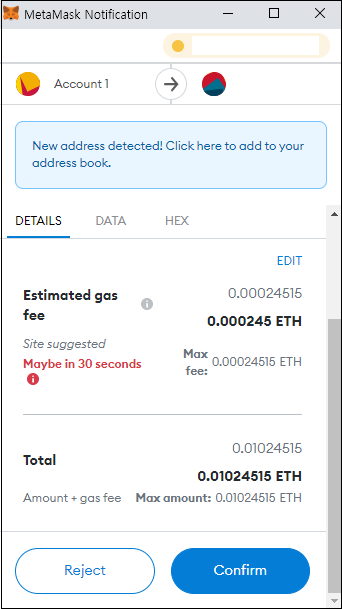 MetaMask Notification
Account 1
New address detected! Click here to add to your
address book.
DETAILS DATA HEX
EDIT
Estimated gas
fee
0.00024515
0.000245 ETH
Site suggested
Maybe in 30 seconds
Max
fee: 0.00024515 ETH
Total
0.01024515
0.01024515 ETH
Amount + gas fee Max amount: 0.01024515 ETH
Reject Confirm